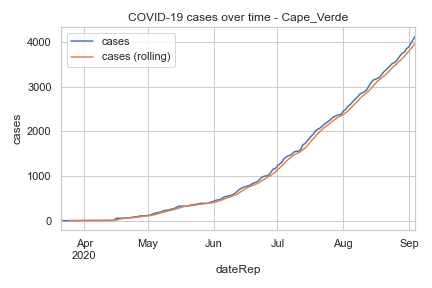 COVID-19 cases over time - Cape_Verde
cases
cases (rolling)
4000
3000
2000
1000
0
cases
Apr
2020
May
Jun
Jul
Aug
Sep
dateRep